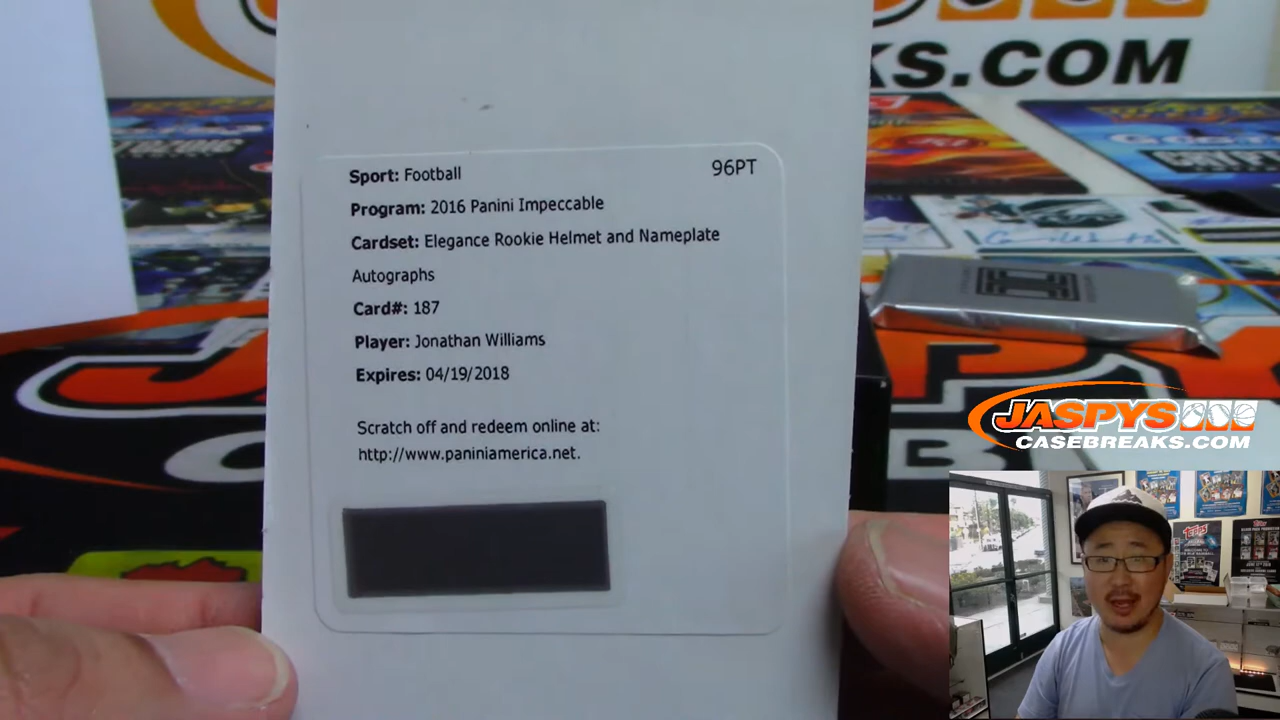 KS.COM
Sport: Football
96PT
Program: 2016 Panini Impeccable
Cardset: Elegance Rookie Helmet and Nameplate
Autographs
Card#: 187
Player: Jonathan Williams
Expires: 04/19/2018
Scratch off and redeem online at:
http://www.paniniamerica.net.
JASPYS
CASEBREAKS.COM